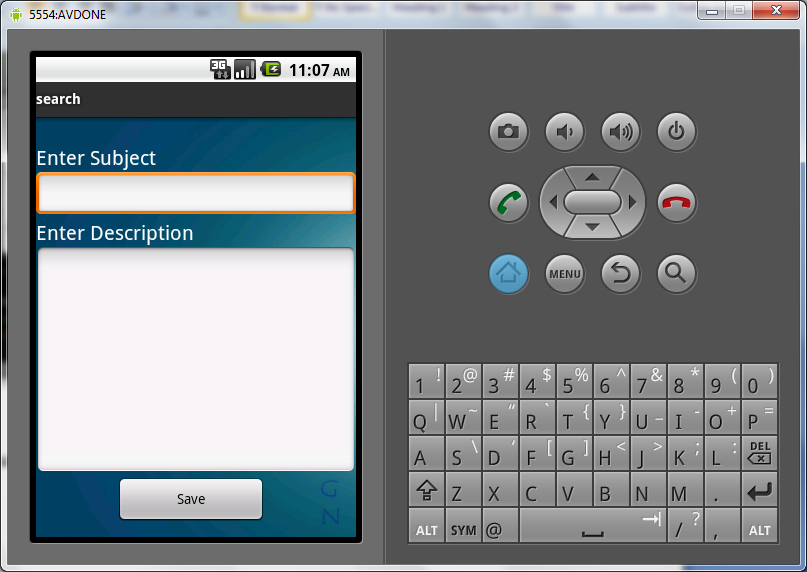 5554:AVDONE
3G 11:07 AM
search
Enter Subject
Enter Description
Save
G
N
MENU
1 ! 2 @ 3 # 4 $ 5 % 6 ^ 7 & 8 * 9 ( 0 )
Q | W ~ E “ R ` T { Y } U _ I - O + P =
A S \ D ‘ F [ G ] H < J > K ; L : DEL
Z X C V B N M .
ALT SYM @ / ? , ALT